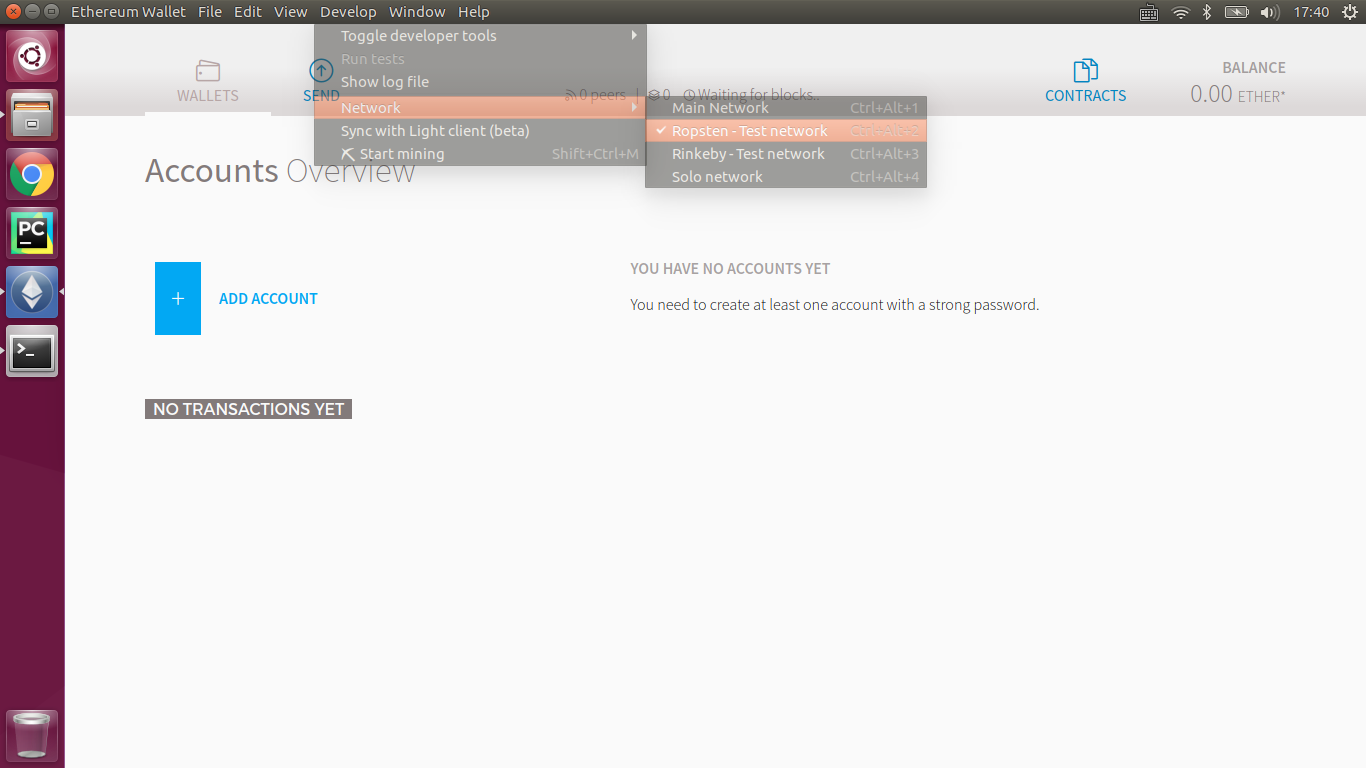 Ethereum Wallet File Edit View Develop Window Help 17:40
Toggle developer tools
Run tests
Show log file
Network
Sync with Light client (beta)
Start mining Shift+Ctrl+M
Main Network Ctrl+Alt+1
Ropsten - Test network Ctrl+Alt+2
Rinkeby - Test network Ctrl+Alt+3
Solo network Ctrl+Alt+4
WALLETS
SEND
0 peers | 0 Waiting for blocks..
CONTRACTS
BALANCE
0.00 ETHER*
Accounts Overview
ADD ACCOUNT
YOU HAVE NO ACCOUNTS YET
You need to create at least one account with a strong password.
NO TRANSACTIONS YET
PC